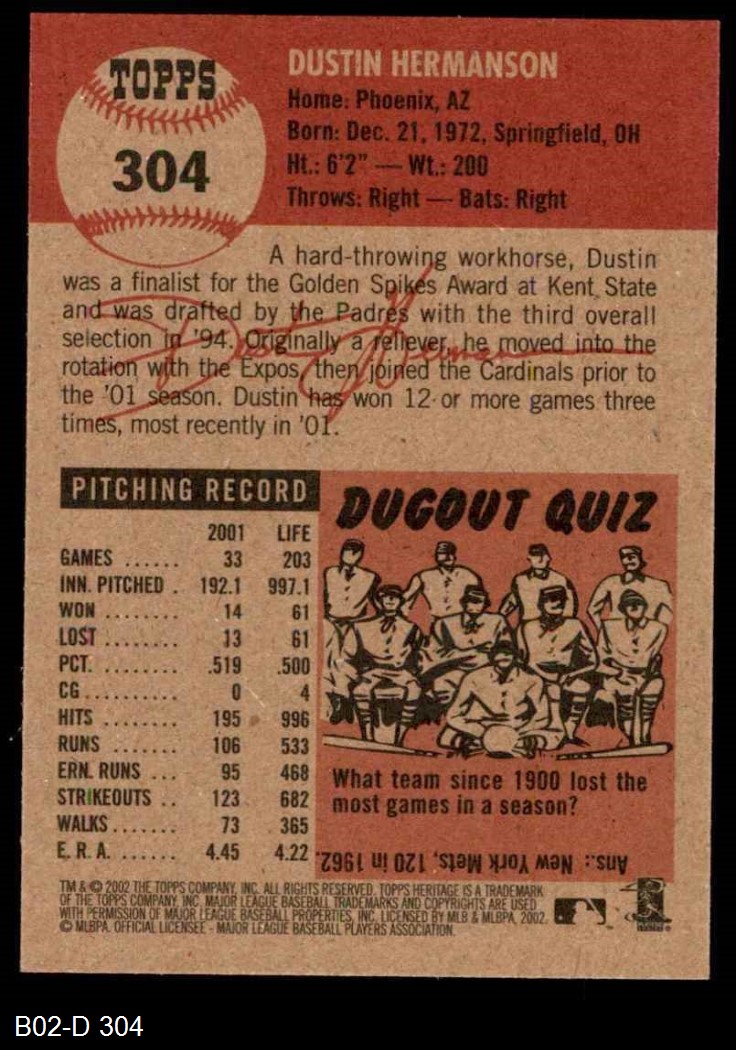 TOPPS
304
DUSTIN HERMANSON
Home: Phoenix, AZ
Born: Dec. 21, 1972, Springfield, OH
Ht.: 6'2" — Wt.: 200
Throws: Right — Bats: Right
A hard-throwing workhorse, Dustin
was a finalist for the Golden Spikes Award at Kent State
and was drafted by the Padres with the third overall
selection in '94. Originally a reliever, he moved into the
rotation with the Expos, then joined the Cardinals prior to
the '01 season. Dustin has won 12 or more games three
times, most recently in '01.
PITCHING RECORD
2001 LIFE
GAMES ...... 33 203
INN. PITCHED . 192.1 997.1
WON ........ 14 61
LOST ........ 13 61
PCT. ........ .519 .500
CG .......... 0 4
HITS ........ 195 996
RUNS ....... 106 533
ERN. RUNS ... 95 468
STRIKEOUTS .. 123 682
WALKS ....... 73 365
E. R. A. ...... 4.45 4.22
DUGOUT QUIZ
What team since 1900 lost the
most games in a season?
Ans.: New York Mets, 120 in 1962.
TM & © 2002 THE TOPPS COMPANY, INC. ALL RIGHTS RESERVED. TOPPS HERITAGE IS A TRADEMARK
OF THE TOPPS COMPANY, INC. MAJOR LEAGUE BASEBALL TRADEMARKS AND COPYRIGHTS ARE USED
WITH PERMISSION OF MAJOR LEAGUE BASEBALL PROPERTIES, INC. LICENSED BY MLB & MLBPA, 2002.
© MLBPA. OFFICIAL LICENSEE - MAJOR LEAGUE BASEBALL PLAYERS ASSOCIATION.
B02-D 304